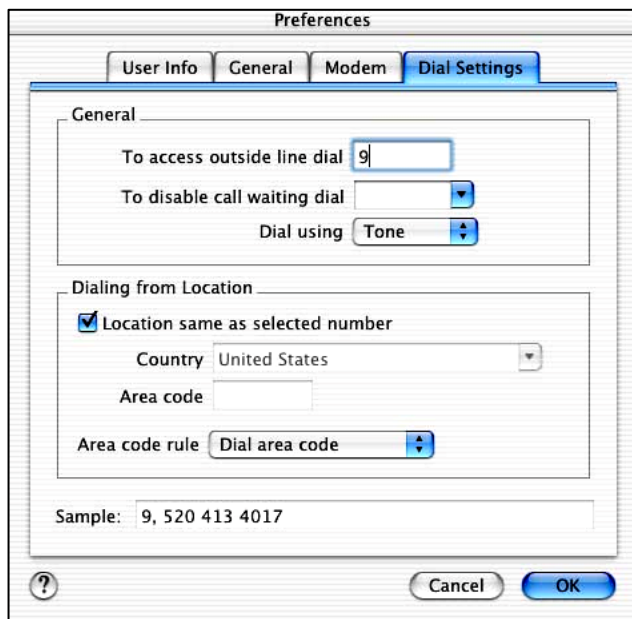 Preferences
User Info General Modem Dial Settings
General
To access outside line dial 9
To disable call waiting dial
Dial using Tone
Dialing from Location
Location same as selected number
Country United States
Area code
Area code rule Dial area code
Sample: 9, 520 413 4017
? Cancel OK